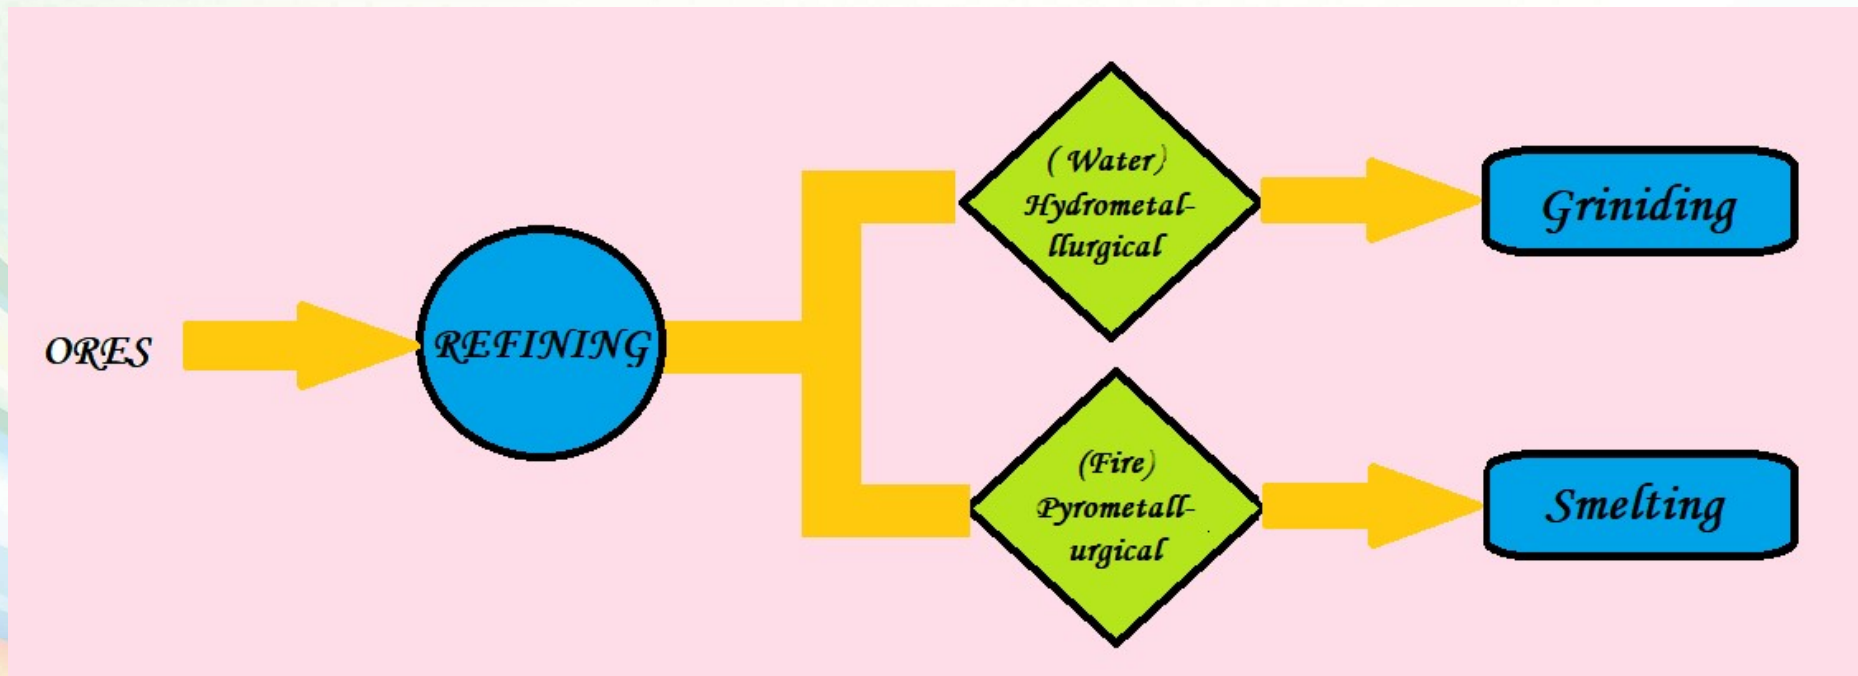 ORES
REFINING
( Water)
Hydrometal-
llurgical
Griniding
(Fire)
Pyrometall-
urgical
Smelting